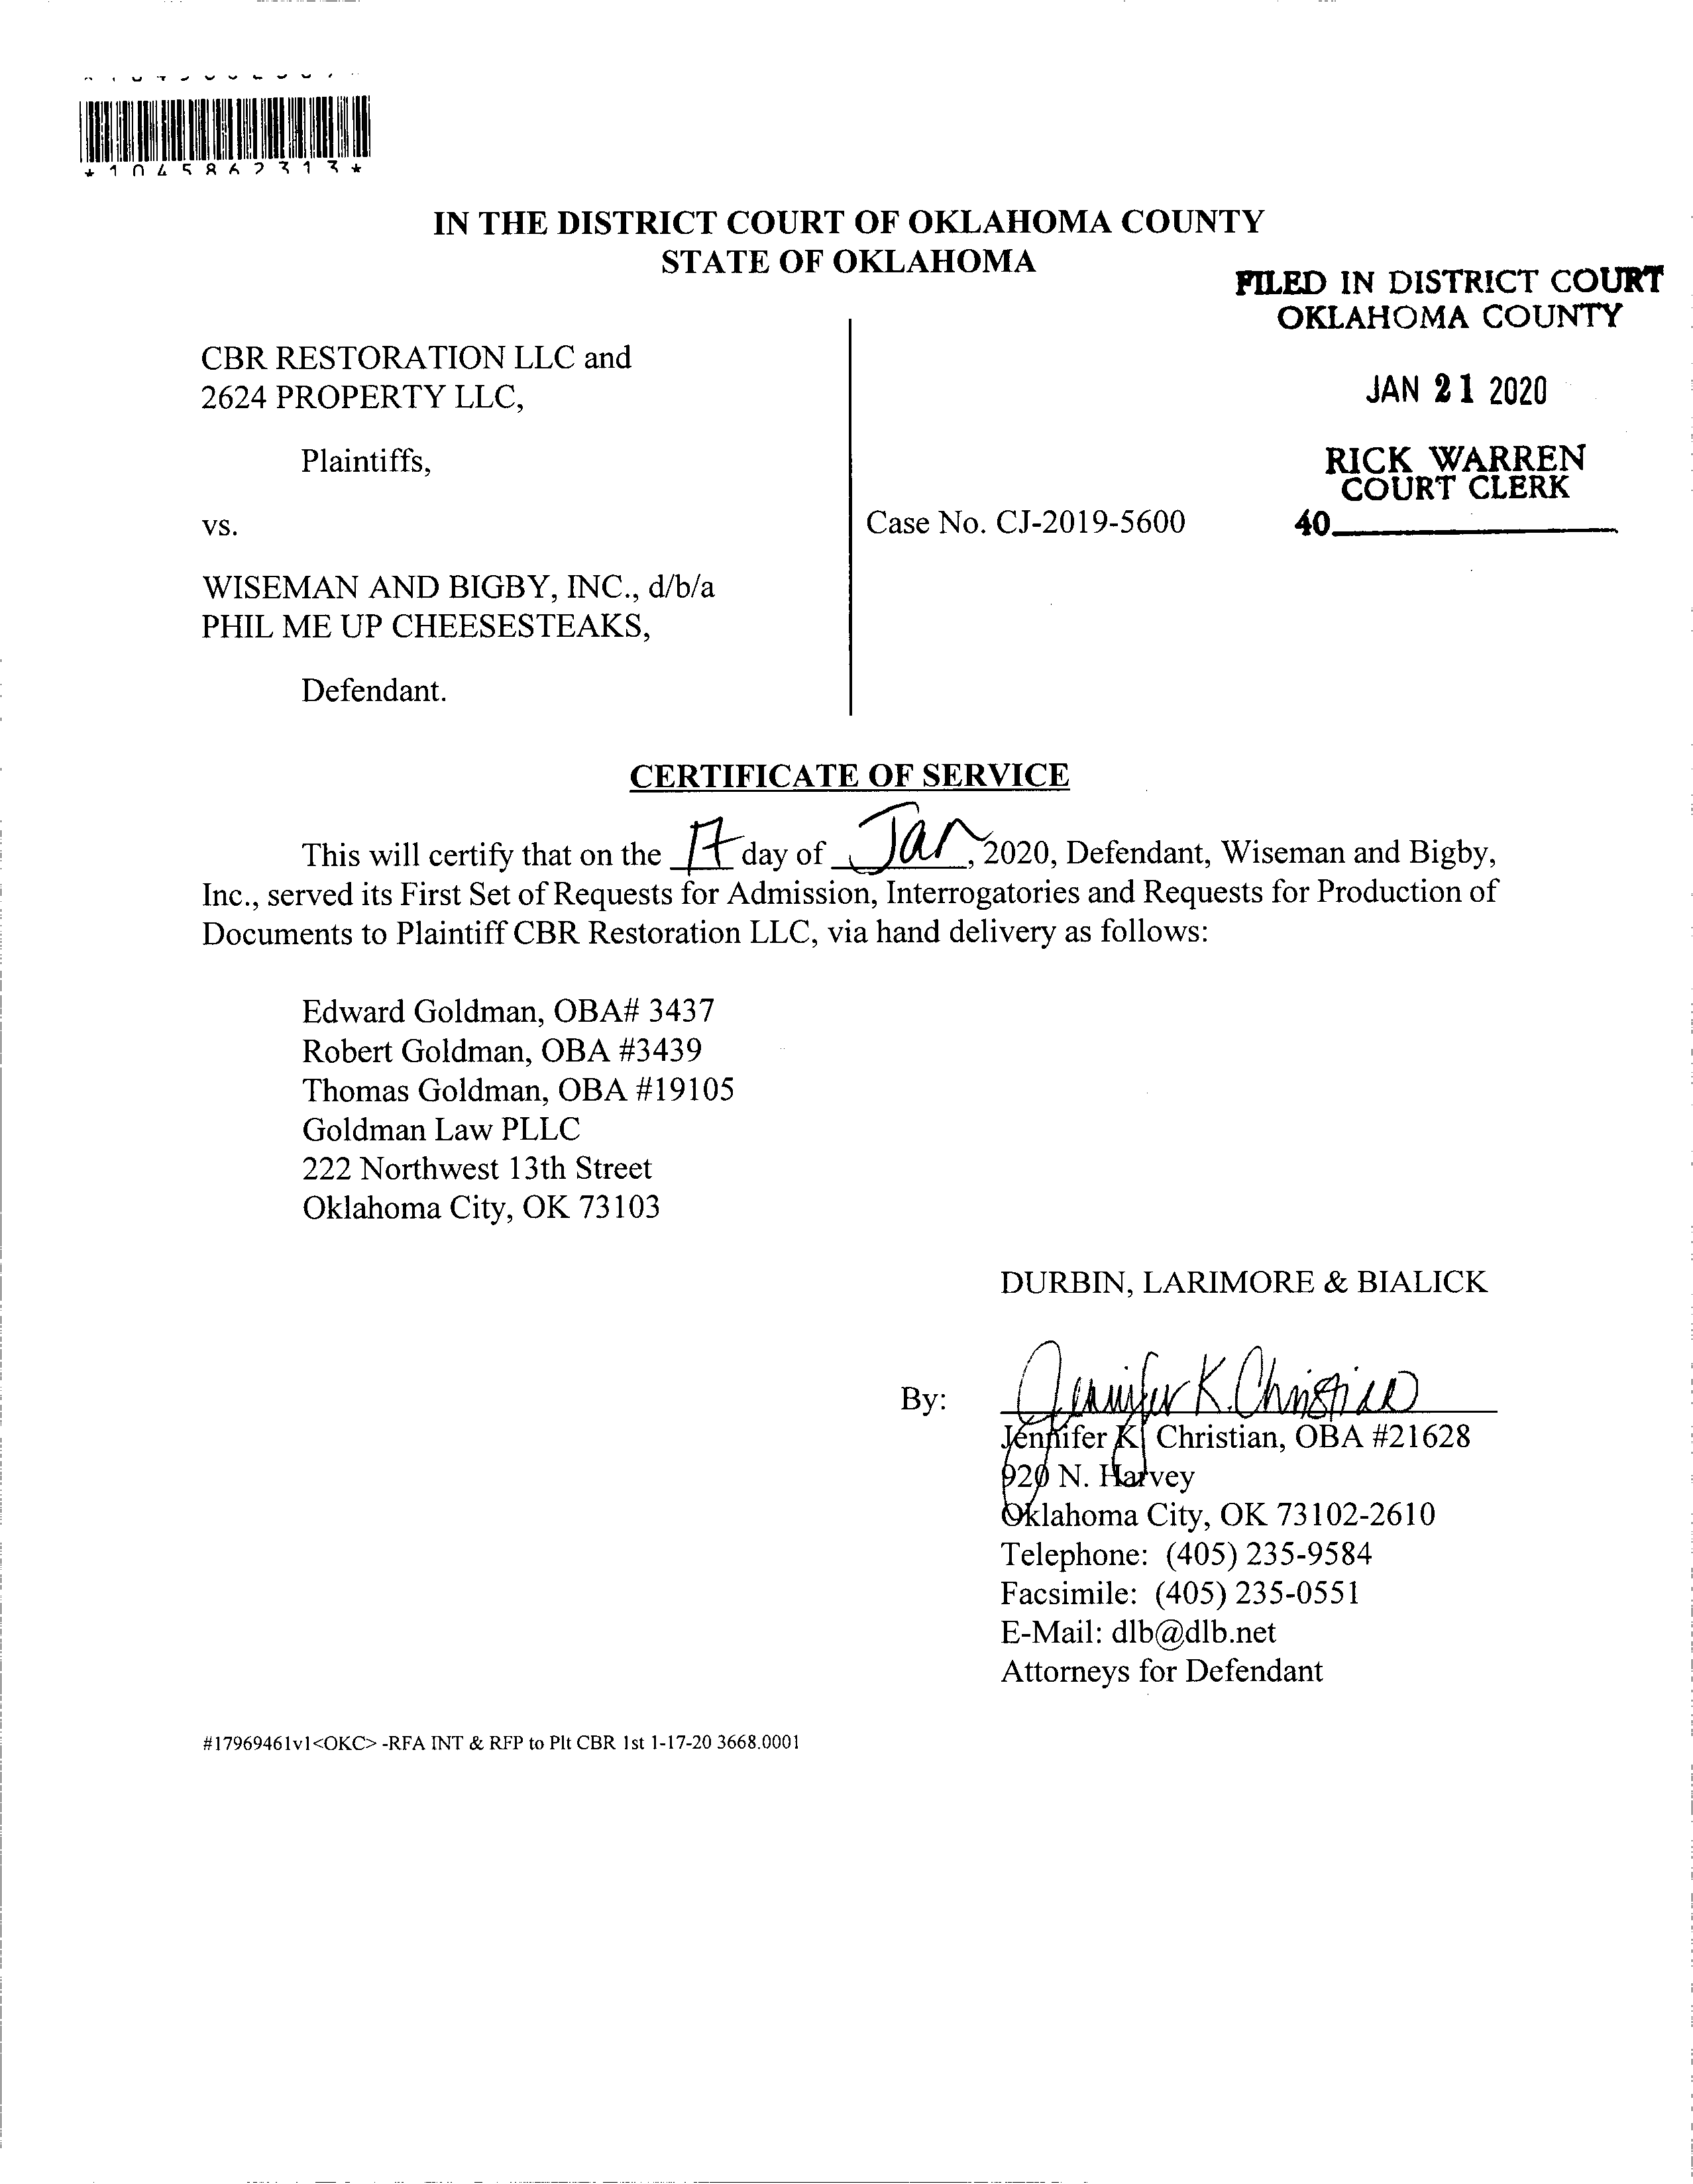 *1045862313*
IN THE DISTRICT COURT OF OKLAHOMA COUNTY
STATE OF OKLAHOMA
FILED IN DISTRICT COURT
OKLAHOMA COUNTY
JAN 21 2020
RICK WARREN
COURT CLERK
40
CBR RESTORATION LLC and
2624 PROPERTY LLC,
Plaintiffs,
vs.
Case No. CJ-2019-5600
WISEMAN AND BIGBY, INC., d/b/a
PHIL ME UP CHEESESTEAKS,
Defendant.
CERTIFICATE OF SERVICE
This will certify that on the 17 day of Jan, 2020, Defendant, Wiseman and Bigby,
Inc., served its First Set of Requests for Admission, Interrogatories and Requests for Production of
Documents to Plaintiff CBR Restoration LLC, via hand delivery as follows:
Edward Goldman, OBA# 3437
Robert Goldman, OBA #3439
Thomas Goldman, OBA #19105
Goldman Law PLLC
222 Northwest 13th Street
Oklahoma City, OK 73103
DURBIN, LARIMORE & BIALICK
By: Jennifer K. Christian
Jennifer K. Christian, OBA #21628
920 N. Harvey
Oklahoma City, OK 73102-2610
Telephone: (405) 235-9584
Facsimile: (405) 235-0551
E-Mail: dlb@dlb.net
Attorneys for Defendant
#17969461v1<OKC> -RFA INT & RFP to Plt CBR 1st 1-17-20 3668.0001